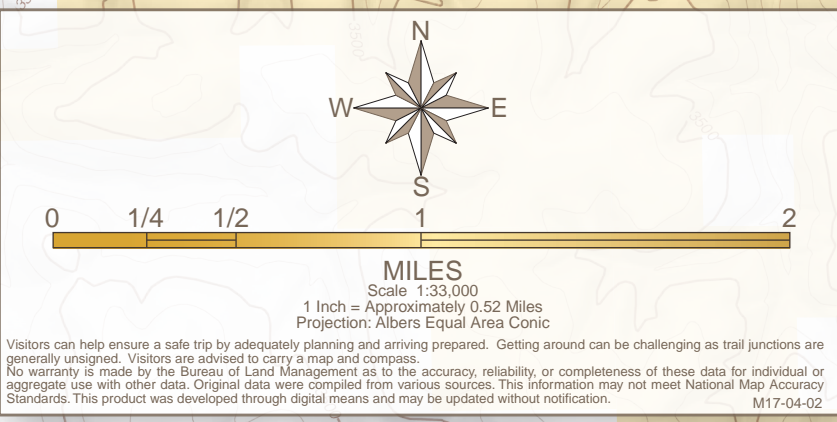 3500'
N
W E
S
0 1/4 1/2 1 2
MILES
Scale 1:33,000
1 Inch = Approximately 0.52 Miles
Projection: Albers Equal Area Conic
Visitors can help ensure a safe trip by adequately planning and arriving prepared. Getting around can be challenging as trail junctions are
generally unsigned. Visitors are advised to carry a map and compass.
No warranty is made by the Bureau of Land Management as to the accuracy, reliability, or completeness of these data for individual or
aggregate use with other data. Original data were compiled from various sources. This information may not meet National Map Accuracy
Standards. This product was developed through digital means and may be updated without notification.
M17-04-02